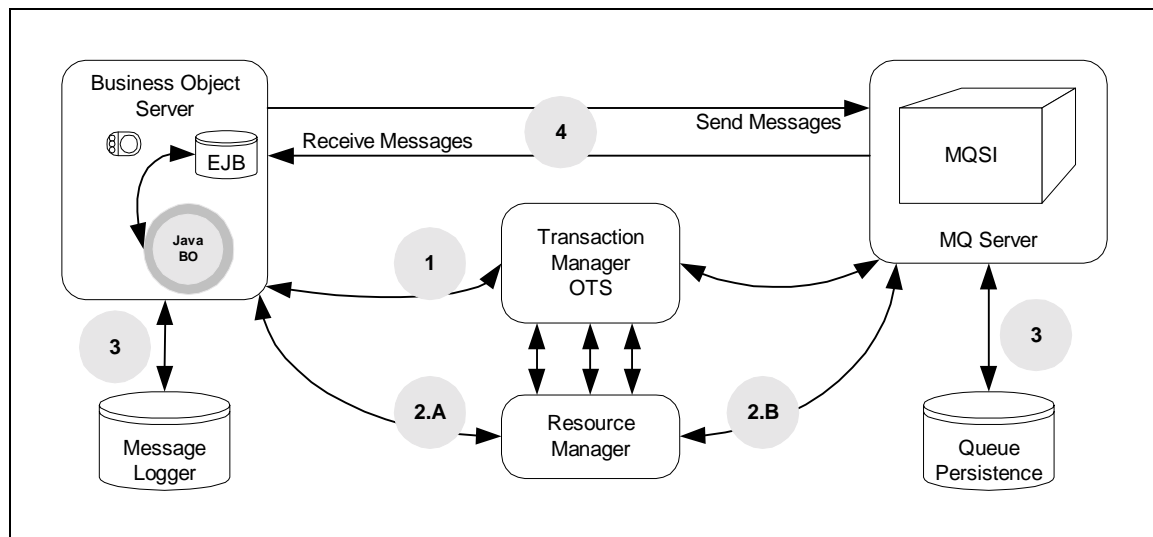 Business Object
Server
EJB
Java
BO
4
Send Messages
Receive Messages
MQSI
MQ Server
1
Transaction
Manager
OTS
3
3
2.A
2.B
Resource
Manager
Message
Logger
Queue
Persistence